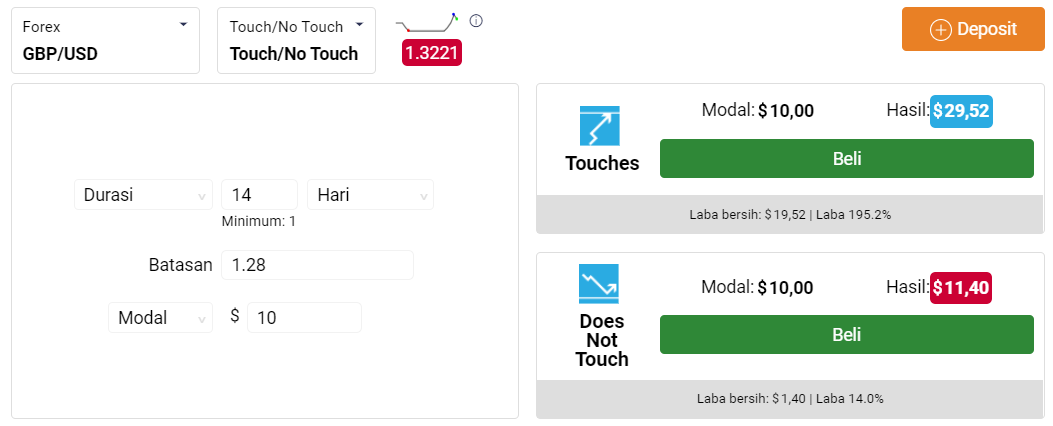 Forex
GBP/USD
Touch/No Touch
Touch/No Touch
1.3221
Deposit
Durasi 14 Hari
Minimum: 1
Batasan 1.28
Modal $ 10
Touches
Modal: $ 10,00 Hasil: $ 29,52
Beli
Laba bersih: $ 19,52 | Laba 195.2%
Does
Not
Touch
Modal: $ 10,00 Hasil: $ 11,40
Beli
Laba bersih: $ 1,40 | Laba 14.0%